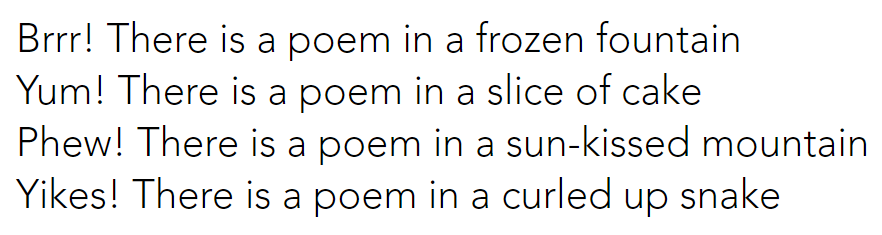 Brrr! There is a poem in a frozen fountain
Yum! There is a poem in a slice of cake
Phew! There is a poem in a sun-kissed mountain
Yikes! There is a poem in a curled up snake